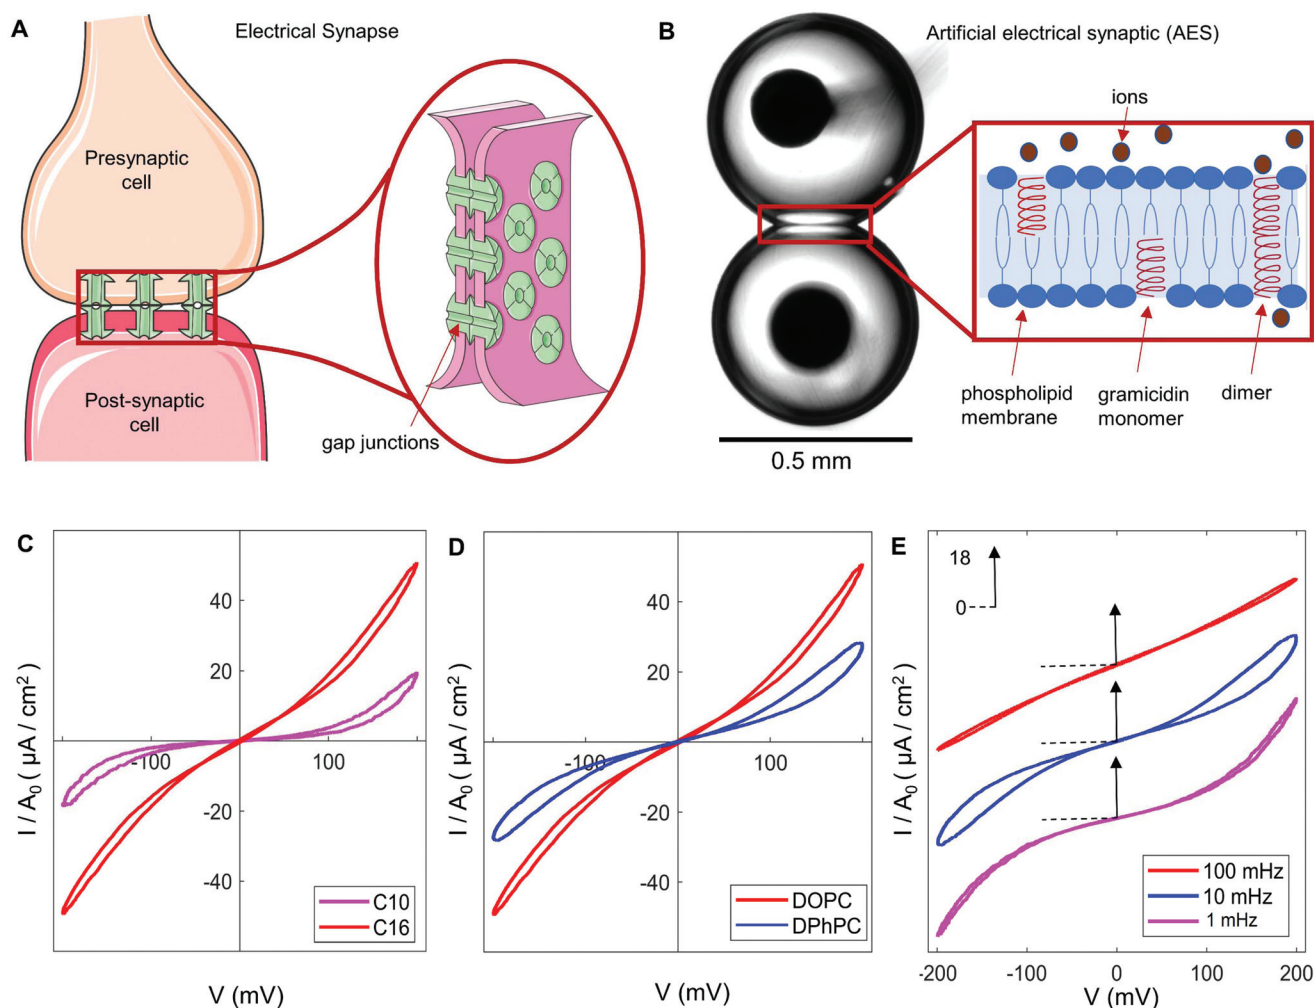 A
Electrical Synapse
Presynaptic
cell
Post-synaptic
cell
gap junctions
B
Artificial electrical synaptic (AES)
ions
phospholipid
membrane
gramicidin
monomer
dimer
0.5 mm
C
I / A0 ( μA / cm2 )
40
20
-100
100
-20
-40
C10
C16
V (mV)
D
I / A0 ( μA / cm2 )
40
20
-100
100
-20
-40
DOPC
DPhPC
V (mV)
E
18
0
I / A0 ( μA / cm2 )
100 mHz
10 mHz
1 mHz
-200
-100
0
100
200
V (mV)